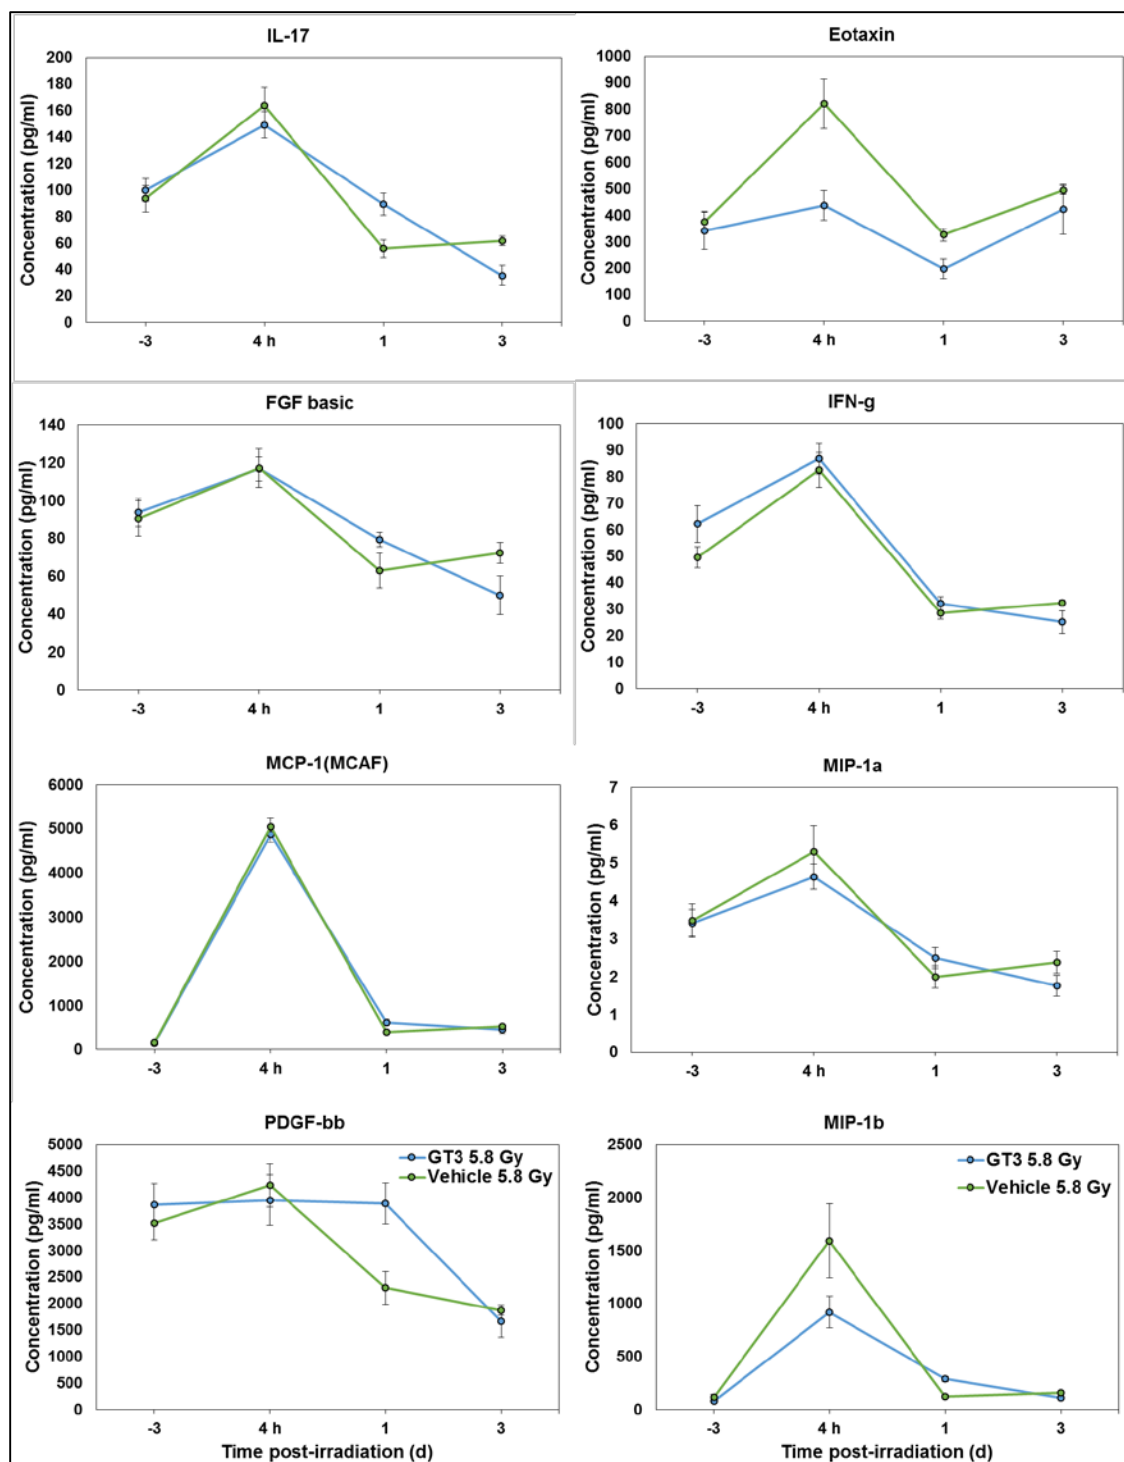 IL-17
Concentration (pg/ml)
200
180
160
140
120
100
80
60
40
20
0
-3 4 h 1 3
Eotaxin
Concentration (pg/ml)
1000
900
800
700
600
500
400
300
200
100
0
-3 4 h 1 3
FGF basic
Concentration (pg/ml)
140
120
100
80
60
40
20
0
-3 4 h 1 3
IFN-g
Concentration (pg/ml)
100
90
80
70
60
50
40
30
20
10
0
-3 4 h 1 3
MCP-1(MCAF)
Concentration (pg/ml)
6000
5000
4000
3000
2000
1000
0
-3 4 h 1 3
MIP-1a
Concentration (pg/ml)
7
6
5
4
3
2
1
0
-3 4 h 1 3
PDGF-bb
Concentration (pg/ml)
5000
4500
4000
3500
3000
2500
2000
1500
1000
500
0
GT3 5.8 Gy
Vehicle 5.8 Gy
-3 4 h 1 3
Time post-irradiation (d)
MIP-1b
Concentration (pg/ml)
2500
2000
1500
1000
500
0
GT3 5.8 Gy
Vehicle 5.8 Gy
-3 4 h 1 3
Time post-irradiation (d)